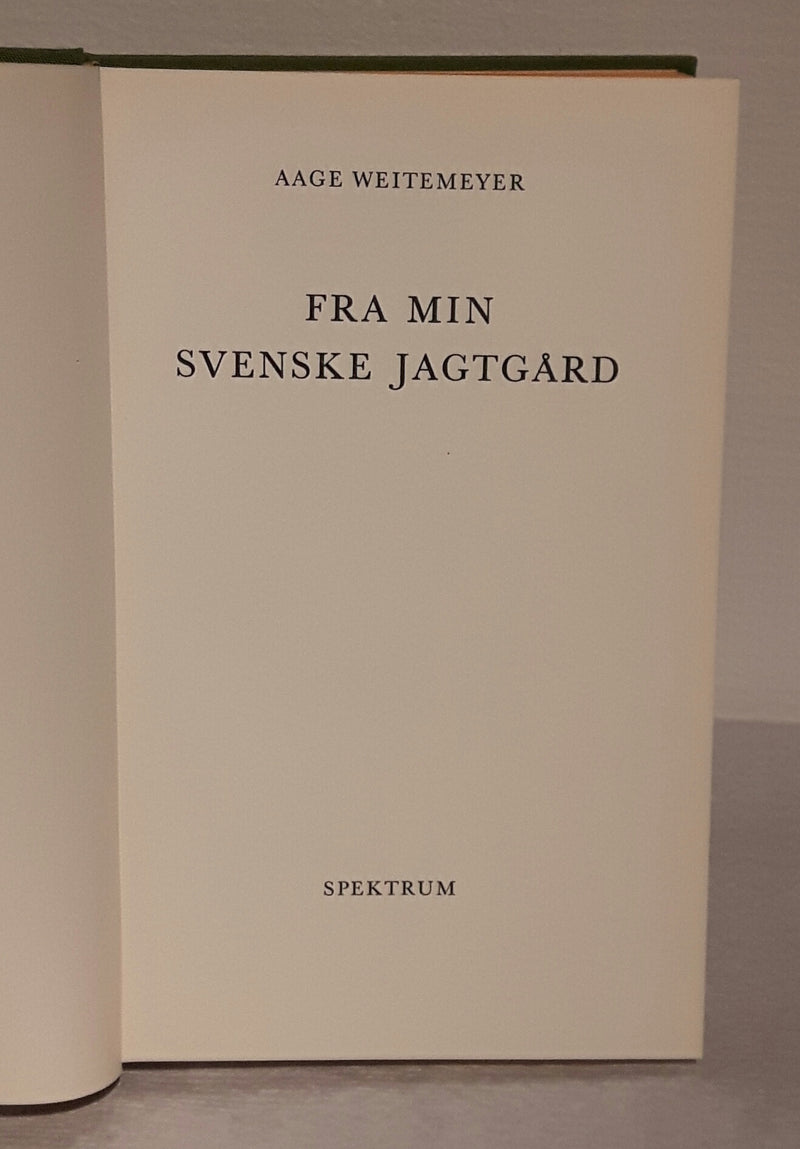 AAGE WEITEMEYER
FRA MIN
SVENSKE JAGTGÅRD
SPEKTRUM